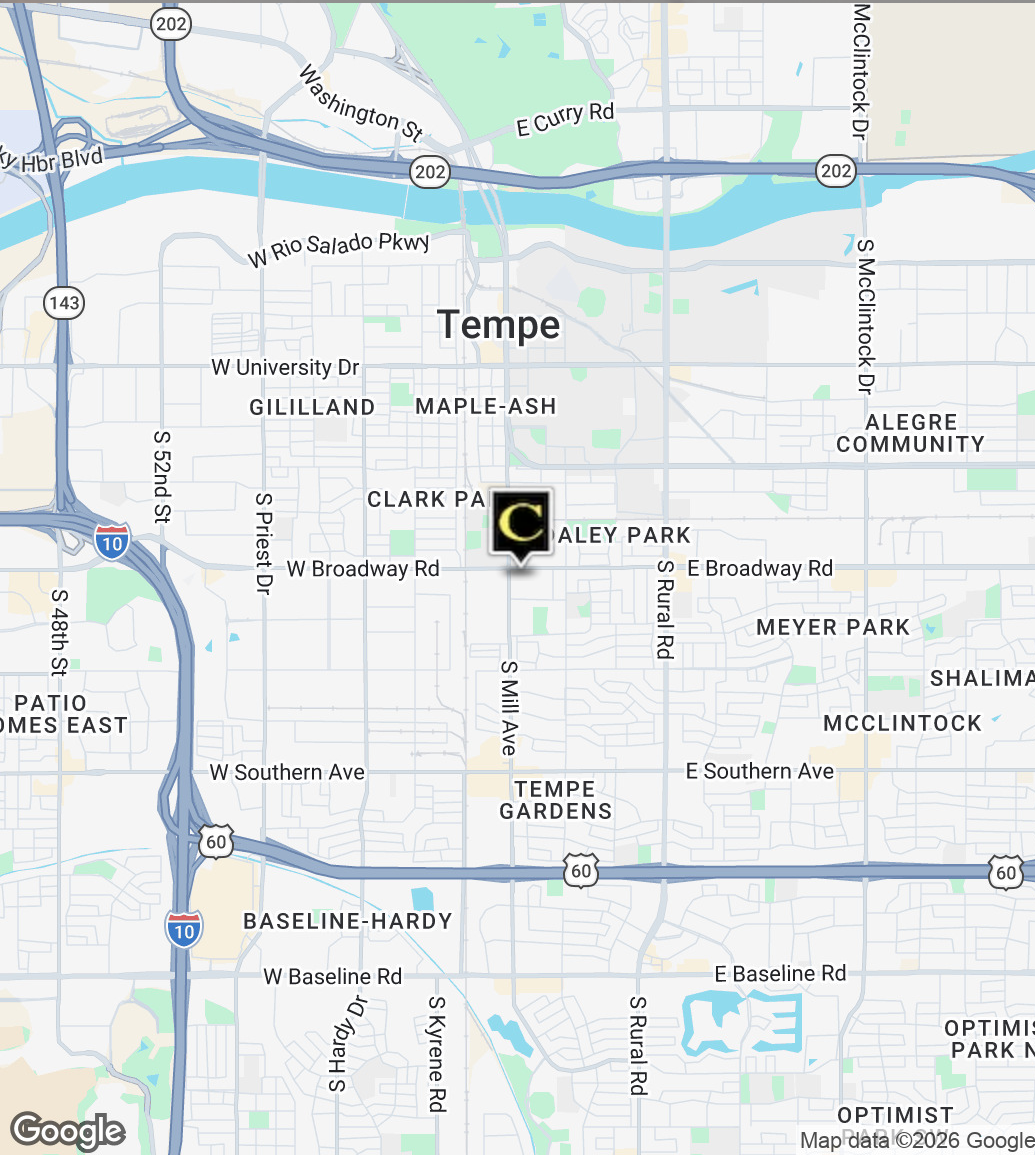 202
McClintock Dr
Washington St
E Curry Rd
Hbr Blvd
202
202
W Rio Salado Pkwy
S McClintock Dr
143
Tempe
W University Dr
GILILLAND
MAPLE-ASH
ALEGRE
COMMUNITY
S 52nd St
S Priest Dr
CLARK PA
C
DALEY PARK
10
W Broadway Rd
E Broadway Rd
S Rural Rd
S 48th St
MEYER PARK
S Mill Ave
SHALIMA
PATIO
OMES EAST
MCCLINTOCK
W Southern Ave
E Southern Ave
TEMPE
GARDENS
60
60
60
10
BASELINE-HARDY
W Baseline Rd
E Baseline Rd
S Hardy Dr
S Kyrene Rd
S Rural Rd
OPTIMIS
PARK N
OPTIMIST
Google
Map data ©2026 Google